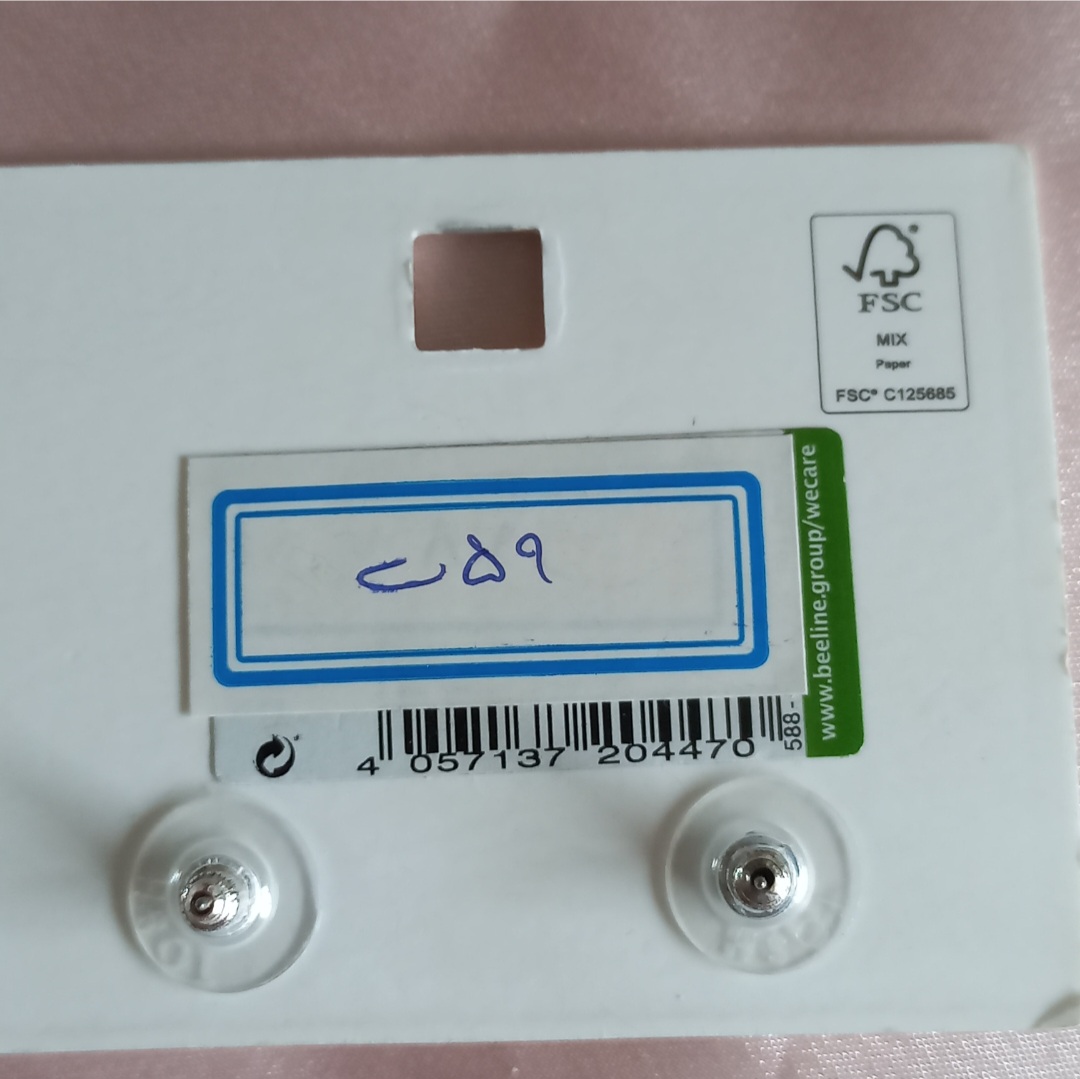 FSC
MIX
Paper
FSC® C125685
www.beeline.group/wecare
۵۹
4 057137 204470
588-